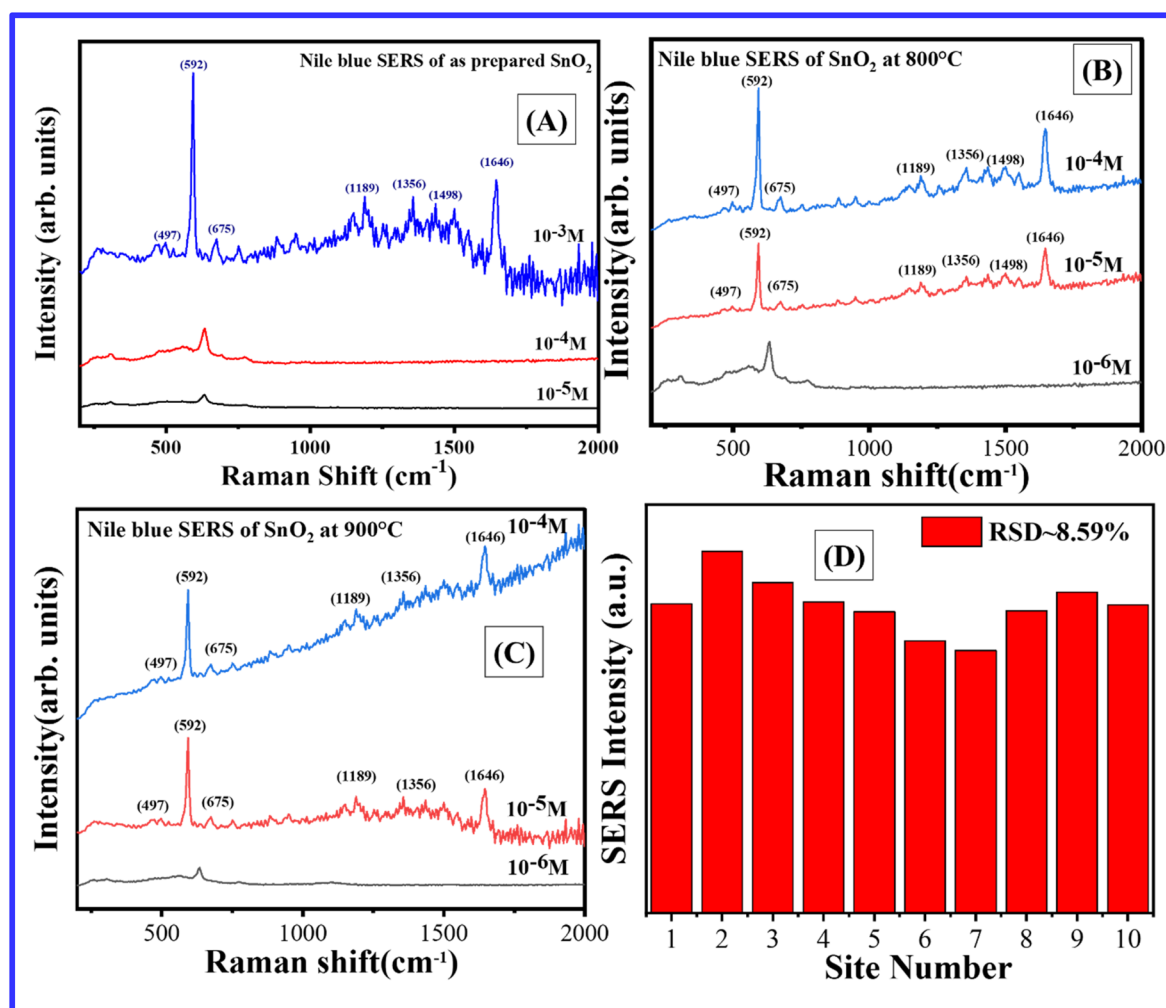 Nile blue SERS of as prepared SnO₂
(A)
(592)
(497)
(675)
(1189)
(1356)
(1498)
(1646)
10⁻³M
10⁻⁴M
10⁻⁵M
Intensity (arb. units)
500
1000
1500
2000
Raman Shift (cm⁻¹)
Nile blue SERS of SnO₂ at 800°C
(B)
(592)
(1646)
(497)
(675)
(1189)
(1356)
(1498)
10⁻⁴M
(592)
(1646)
(497)
(675)
(1189)
(1356)
(1498)
10⁻⁵M
10⁻⁶M
Intensity(arb. units)
500
1000
1500
2000
Raman shift(cm⁻¹)
Nile blue SERS of SnO₂ at 900°C
(C)
10⁻⁴M
(592)
(1646)
(497)
(675)
(1189)
(1356)
(592)
(497)
(675)
(1189)
(1356)
(1646)
10⁻⁵M
10⁻⁶M
Intensity(arb. units)
500
1000
1500
2000
Raman shift(cm⁻¹)
(D)
RSD~8.59%
SERS Intensity (a.u.)
1 2 3 4 5 6 7 8 9 10
Site Number